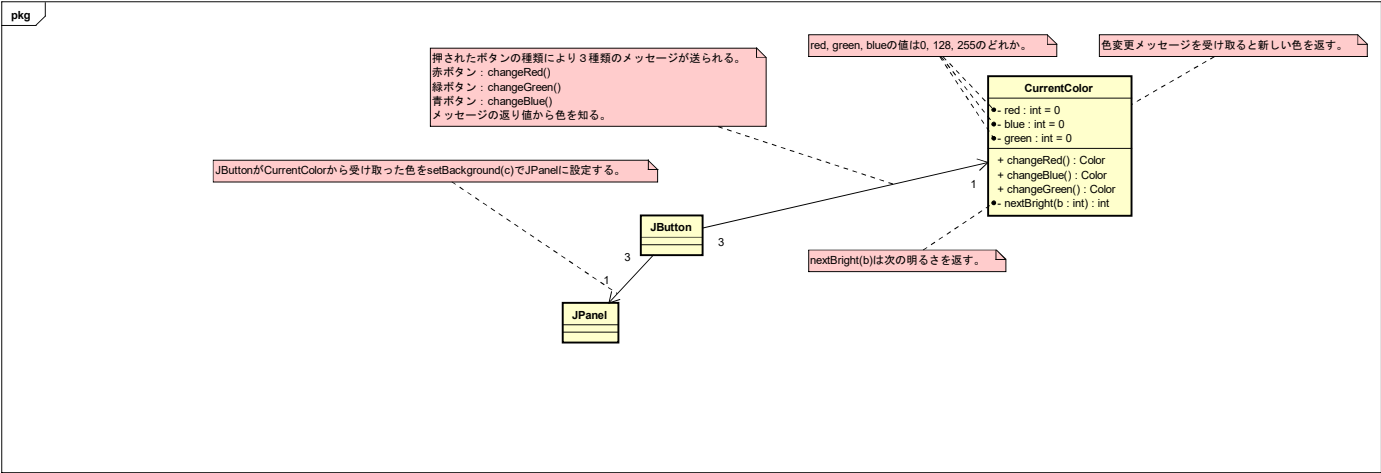 pkg
押されたボタンの種類により３種類のメッセージが送られる。
赤ボタン：changeRed()
緑ボタン：changeGreen()
青ボタン：changeBlue()
メッセージの返り値から色を知る。
red, green, blueの値は0, 128, 255のどれか。
色変更メッセージを受け取ると新しい色を返す。
CurrentColor
- red : int = 0
- blue : int = 0
- green : int = 0
+ changeRed() : Color
+ changeBlue() : Color
+ changeGreen() : Color
- nextBright(b : int) : int
JButtonがCurrentColorから受け取った色をsetBackground(c)でJPanelに設定する。
1
JButton
3
3
nextBright(b)は次の明るさを返す。
1
JPanel